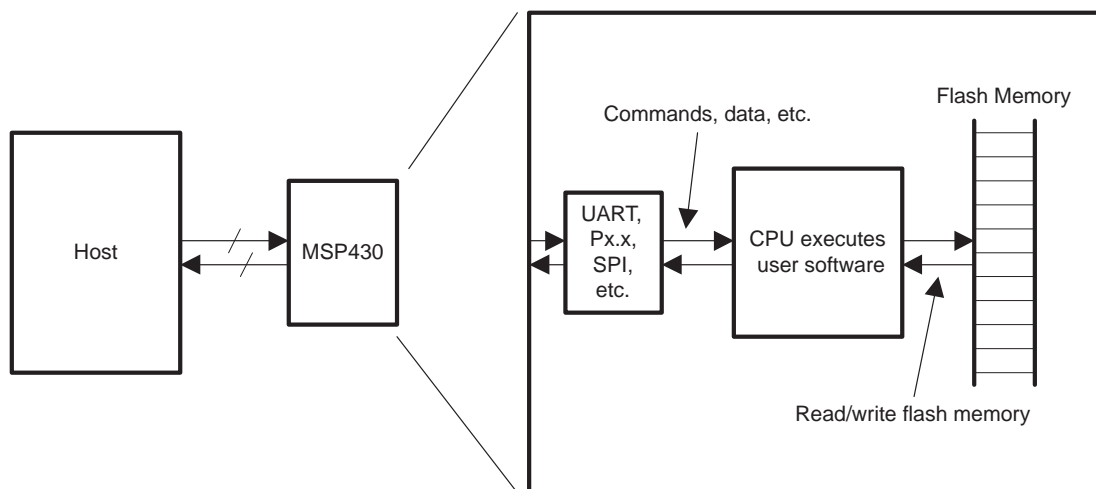 Host
MSP430
UART,
Px.x,
SPI,
etc.
Commands, data, etc.
CPU executes
user software
Flash Memory
Read/write flash memory